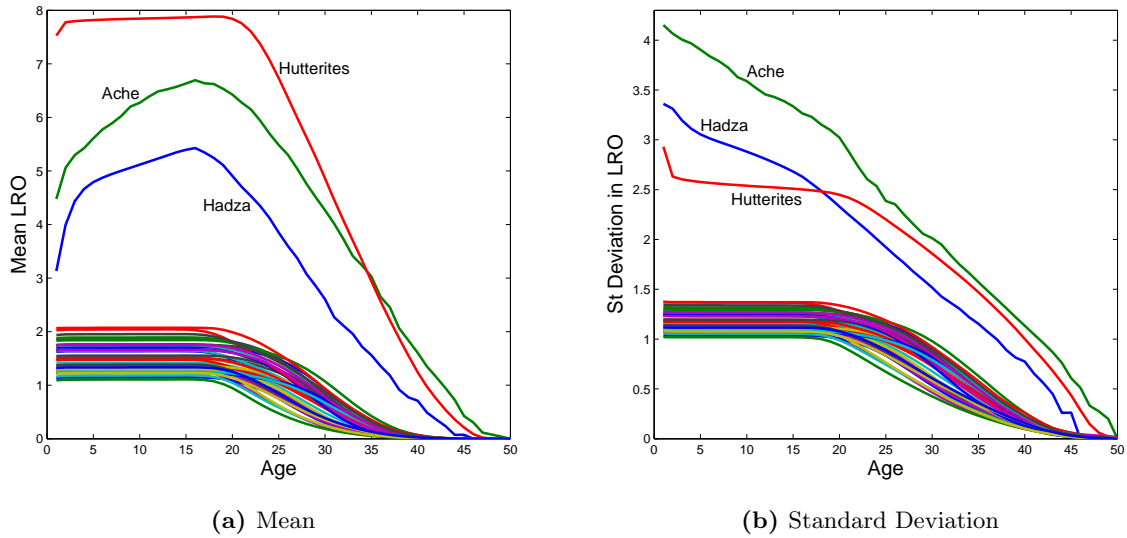 8
7
6
5
4
3
2
1
0
Mean LRO
Hutterites
Ache
Hadza
0 5 10 15 20 25 30 35 40 45 50
Age
(a) Mean
4
3.5
3
2.5
2
1.5
1
0.5
0
St Deviation in LRO
Ache
Hadza
Hutterites
0 5 10 15 20 25 30 35 40 45 50
Age
(b) Standard Deviation